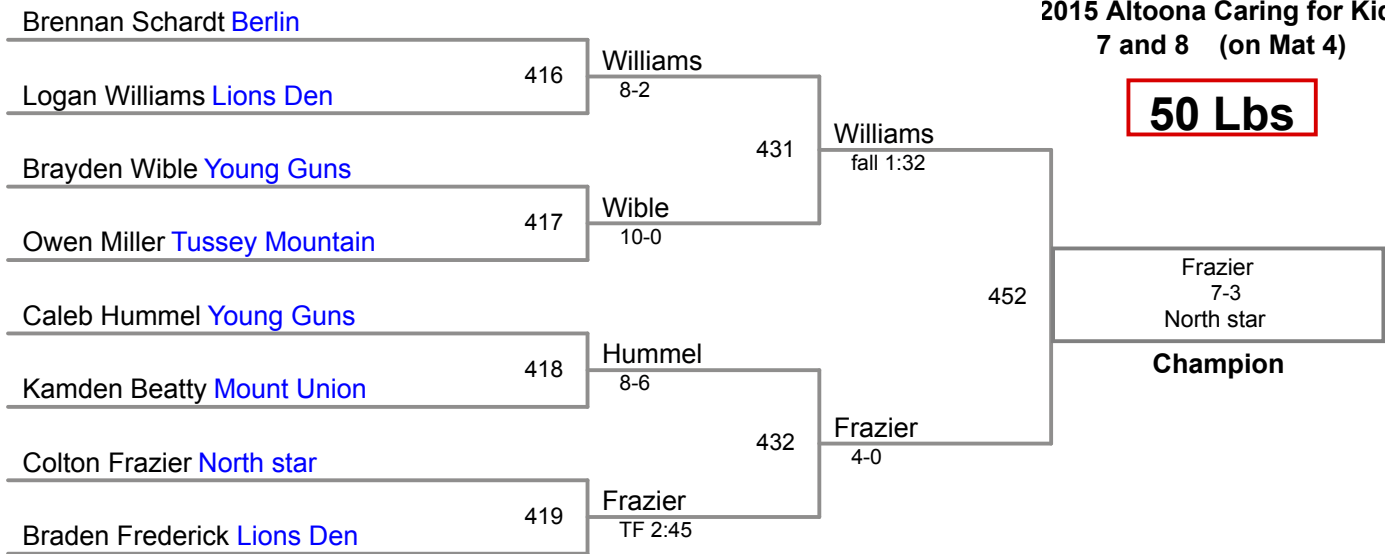 2015 Altoona Caring for
7 and 8 (on Mat 4)
50 Lbs
Brennan Schardt Berlin
416
Williams
8-2
Logan Williams Lions Den
431
Williams
fall 1:32
Brayden Wible Young Guns
417
Wible
10-0
Owen Miller Tussey Mountain
452
Frazier
7-3
North star
Champion
Caleb Hummel Young Guns
418
Hummel
8-6
Kamden Beatty Mount Union
432
Frazier
4-0
Colton Frazier North star
419
Frazier
TF 2:45
Braden Frederick Lions Den